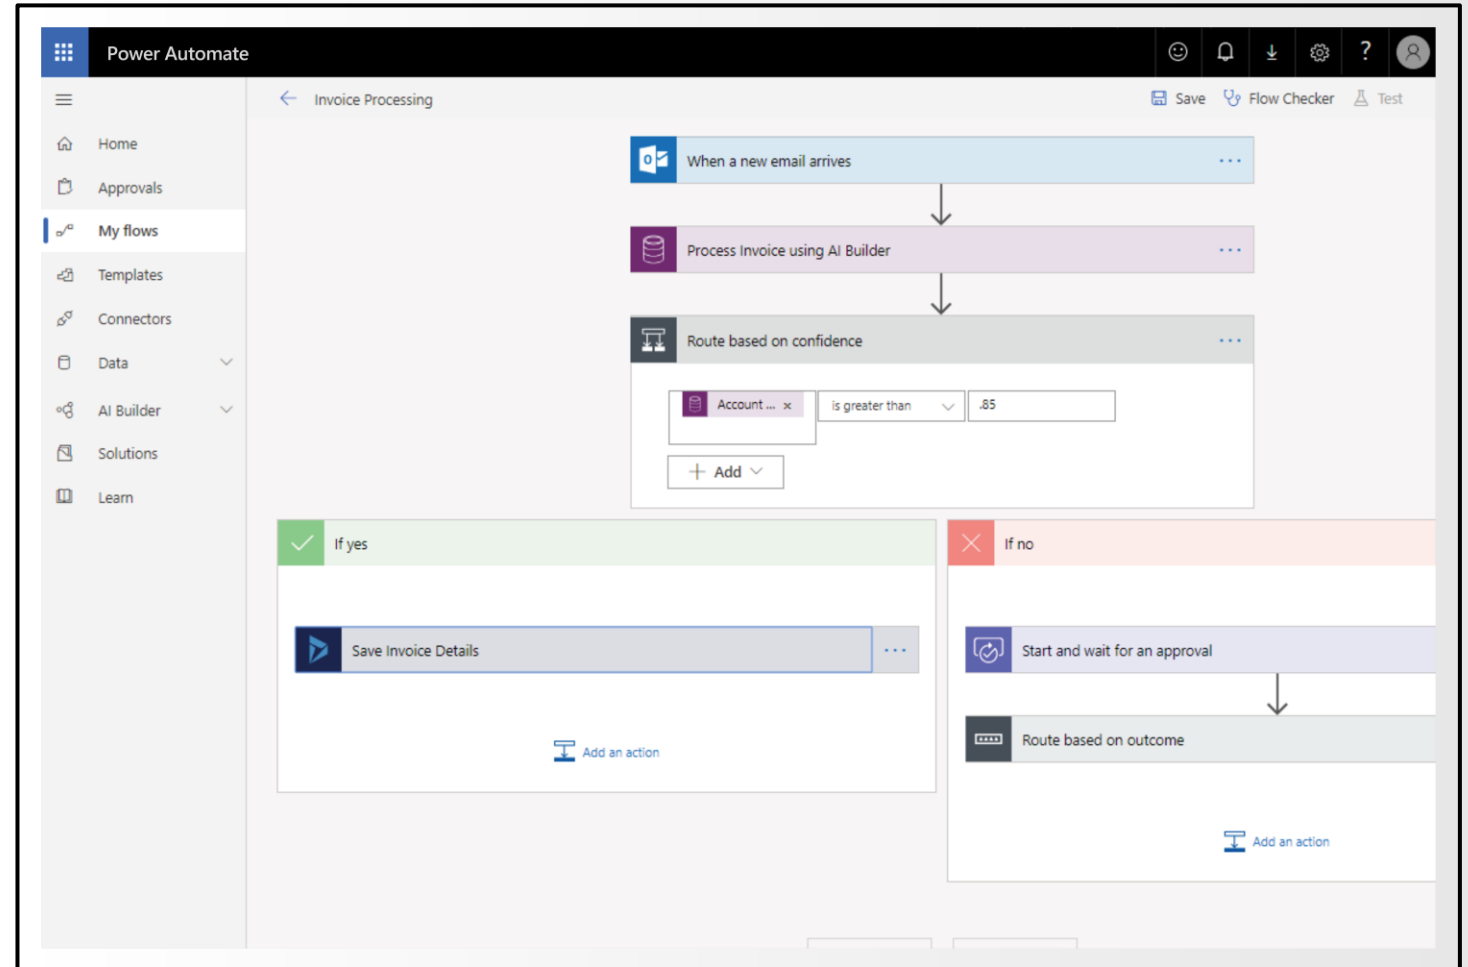 Power Automate
?
Invoice Processing
Save
Flow Checker
Test
Home
Approvals
My flows
Templates
Connectors
Data
AI Builder
Solutions
Learn
When a new email arrives
Process Invoice using AI Builder
Route based on confidence
Account ... x
is greater than
.85
+ Add
If yes
Save Invoice Details
Add an action
If no
Start and wait for an approval
Route based on outcome
Add an action